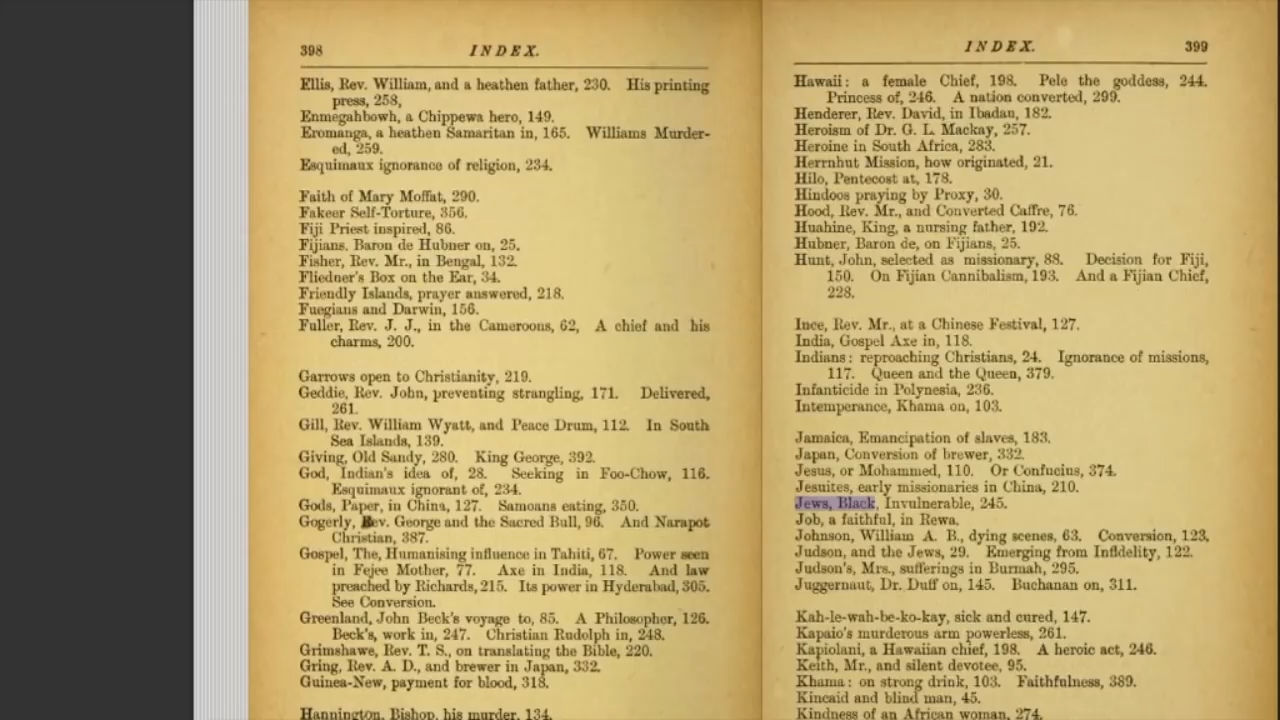 398
INDEX.
Ellis, Rev. William, and a heathen father, 230. His printing
press, 258,
Enmegahbowh, a Chippewa hero, 149.
Eromanga, a heathen Samaritan in, 165. Williams Murder-
ed, 259.
Esquimaux ignorance of religion, 234.
Faith of Mary Moffat, 290.
Fakeer Self-Torture, 356.
Fiji Priest inspired, 86.
Fijians. Baron de Hubner on, 25.
Fisher, Rev. Mr., in Bengal, 132.
Fliedner's Box on the Ear, 34.
Friendly Islands, prayer answered, 218.
Fuegians and Darwin, 156.
Fuller, Rev. J. J., in the Cameroons, 62, A chief and his
charms, 200.
Garrows open to Christianity, 219.
Geddie, Rev. John, preventing strangling, 171. Delivered,
261.
Gill, Rev. William Wyatt, and Peace Drum, 112. In South
Sea Islands, 139.
Giving, Old Sandy, 280. King George, 392.
God, Indian's idea of, 28. Seeking in Foo-Chow, 116.
Esquimaux ignorant of, 234.
Gods, Paper, in China, 127. Samoans eating, 350.
Gogerly, Rev. George and the Sacred Bull, 96. And Narapot
Christian, 387.
Gospel, The, Humanising influence in Tahiti, 67. Power seen
in Fejee Mother, 77. Axe in India, 118. And law
preached by Richards, 215. Its power in Hyderabad, 305.
See Conversion.
Greenland, John Beck's voyage to, 85. A Philosopher, 126.
Beck's, work in, 247. Christian Rudolph in, 248.
Grimshawe, Rev. T. S., on translating the Bible, 220.
Gring, Rev. A. D., and brewer in Japan, 332.
Guinea-New, payment for blood, 318.
Hannington, Bishop, his murder, 134.
INDEX.
399
Hawaii: a female Chief, 198. Pele the goddess, 244.
Princess of, 246. A nation converted, 299.
Henderer, Rev. David, in Ibadan, 182.
Heroism of Dr. G. L. Mackay, 257.
Heroine in South Africa, 283.
Herrnhut Mission, how originated, 21.
Hilo, Pentecost at, 178.
Hindoos praying by Proxy, 30.
Hood, Rev. Mr., and Converted Caffre, 76.
Huahine, King, a nursing father, 192.
Hubner, Baron de, on Fijians, 25.
Hunt, John, selected as missionary, 88. Decision for Fiji,
150. On Fijian Cannibalism, 193. And a Fijian Chief,
228.
Ince, Rev. Mr., at a Chinese Festival, 127.
India, Gospel Axe in, 118.
Indians: reproaching Christians, 24. Ignorance of missions,
117. Queen and the Queen, 379.
Infanticide in Polynesia, 236.
Intemperance, Khama on, 103.
Jamaica, Emancipation of slaves, 183.
Japan, Conversion of brewer, 332.
Jesus, or Mohammed, 110. Or Confucius, 374.
Jesuites, early missionaries in China, 210.
Jews, Black, Invulnerable, 245.
Job, a faithful, in Rewa.
Johnson, William A. B., dying scenes, 63. Conversion, 123,
Judson, and the Jews, 29. Emerging from Infidelity, 122.
Judson's, Mrs., sufferings in Burmah, 295.
Juggernaut, Dr. Duff on, 145. Buchanan on, 311.
Kah-le-wah-be-ko-kay, sick and cured, 147.
Kapaio's murderous arm powerless, 261.
Kapiolani, a Hawaiian chief, 198. A heroic act, 246.
Keith, Mr., and silent devotee, 95.
Khama: on strong drink, 103. Faithfulness, 389.
Kincaid and blind man, 45.
Kindness of an African woman, 274.